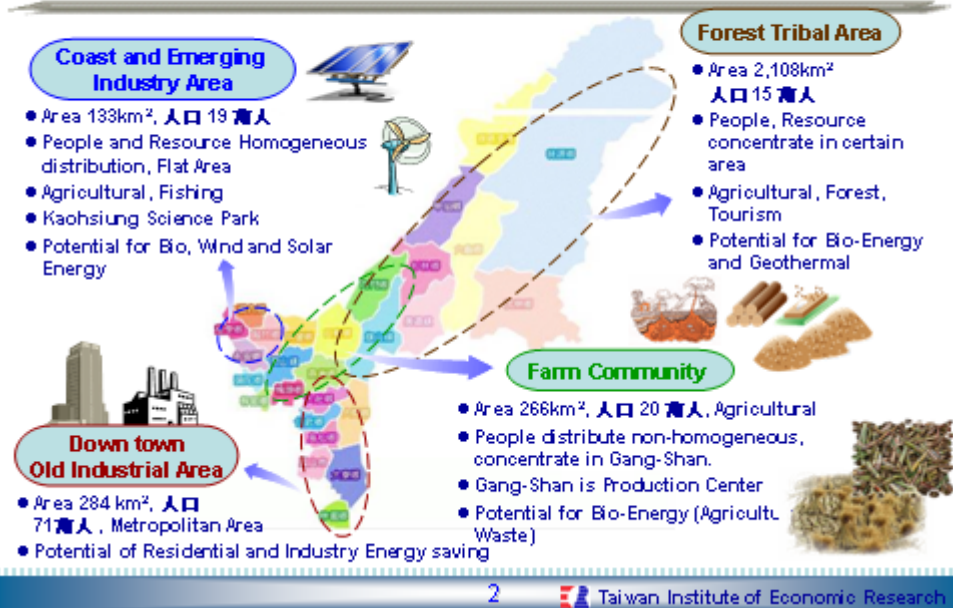 Coast and Emerging
Industry Area
● Area 133km², 人口 19 萬人
● People and Resource Homogeneous
distribution, Flat Area
● Agricultural, Fishing
● Kaohsiung Science Park
● Potential for Bio, Wind and Solar
Energy
Forest Tribal Area
● Area 2,108km²
人口 15 萬人
● People, Resource
concentrate in certain
area
● Agricultural, Forest,
Tourism
● Potential for Bio-Energy
and Geothermal
Farm Community
● Area 266km², 人口 20 萬人, Agricultural
● People distribute non-homogeneous,
concentrate in Gang-Shan.
● Gang-Shan is Production Center
● Potential for Bio-Energy (Agricultu
Waste)
Down town
Old Industrial Area
● Area 284 km², 人口
71萬人 , Metropolitan Area
● Potential of Residential and Industry Energy saving
2
Taiwan Institute of Economic Research